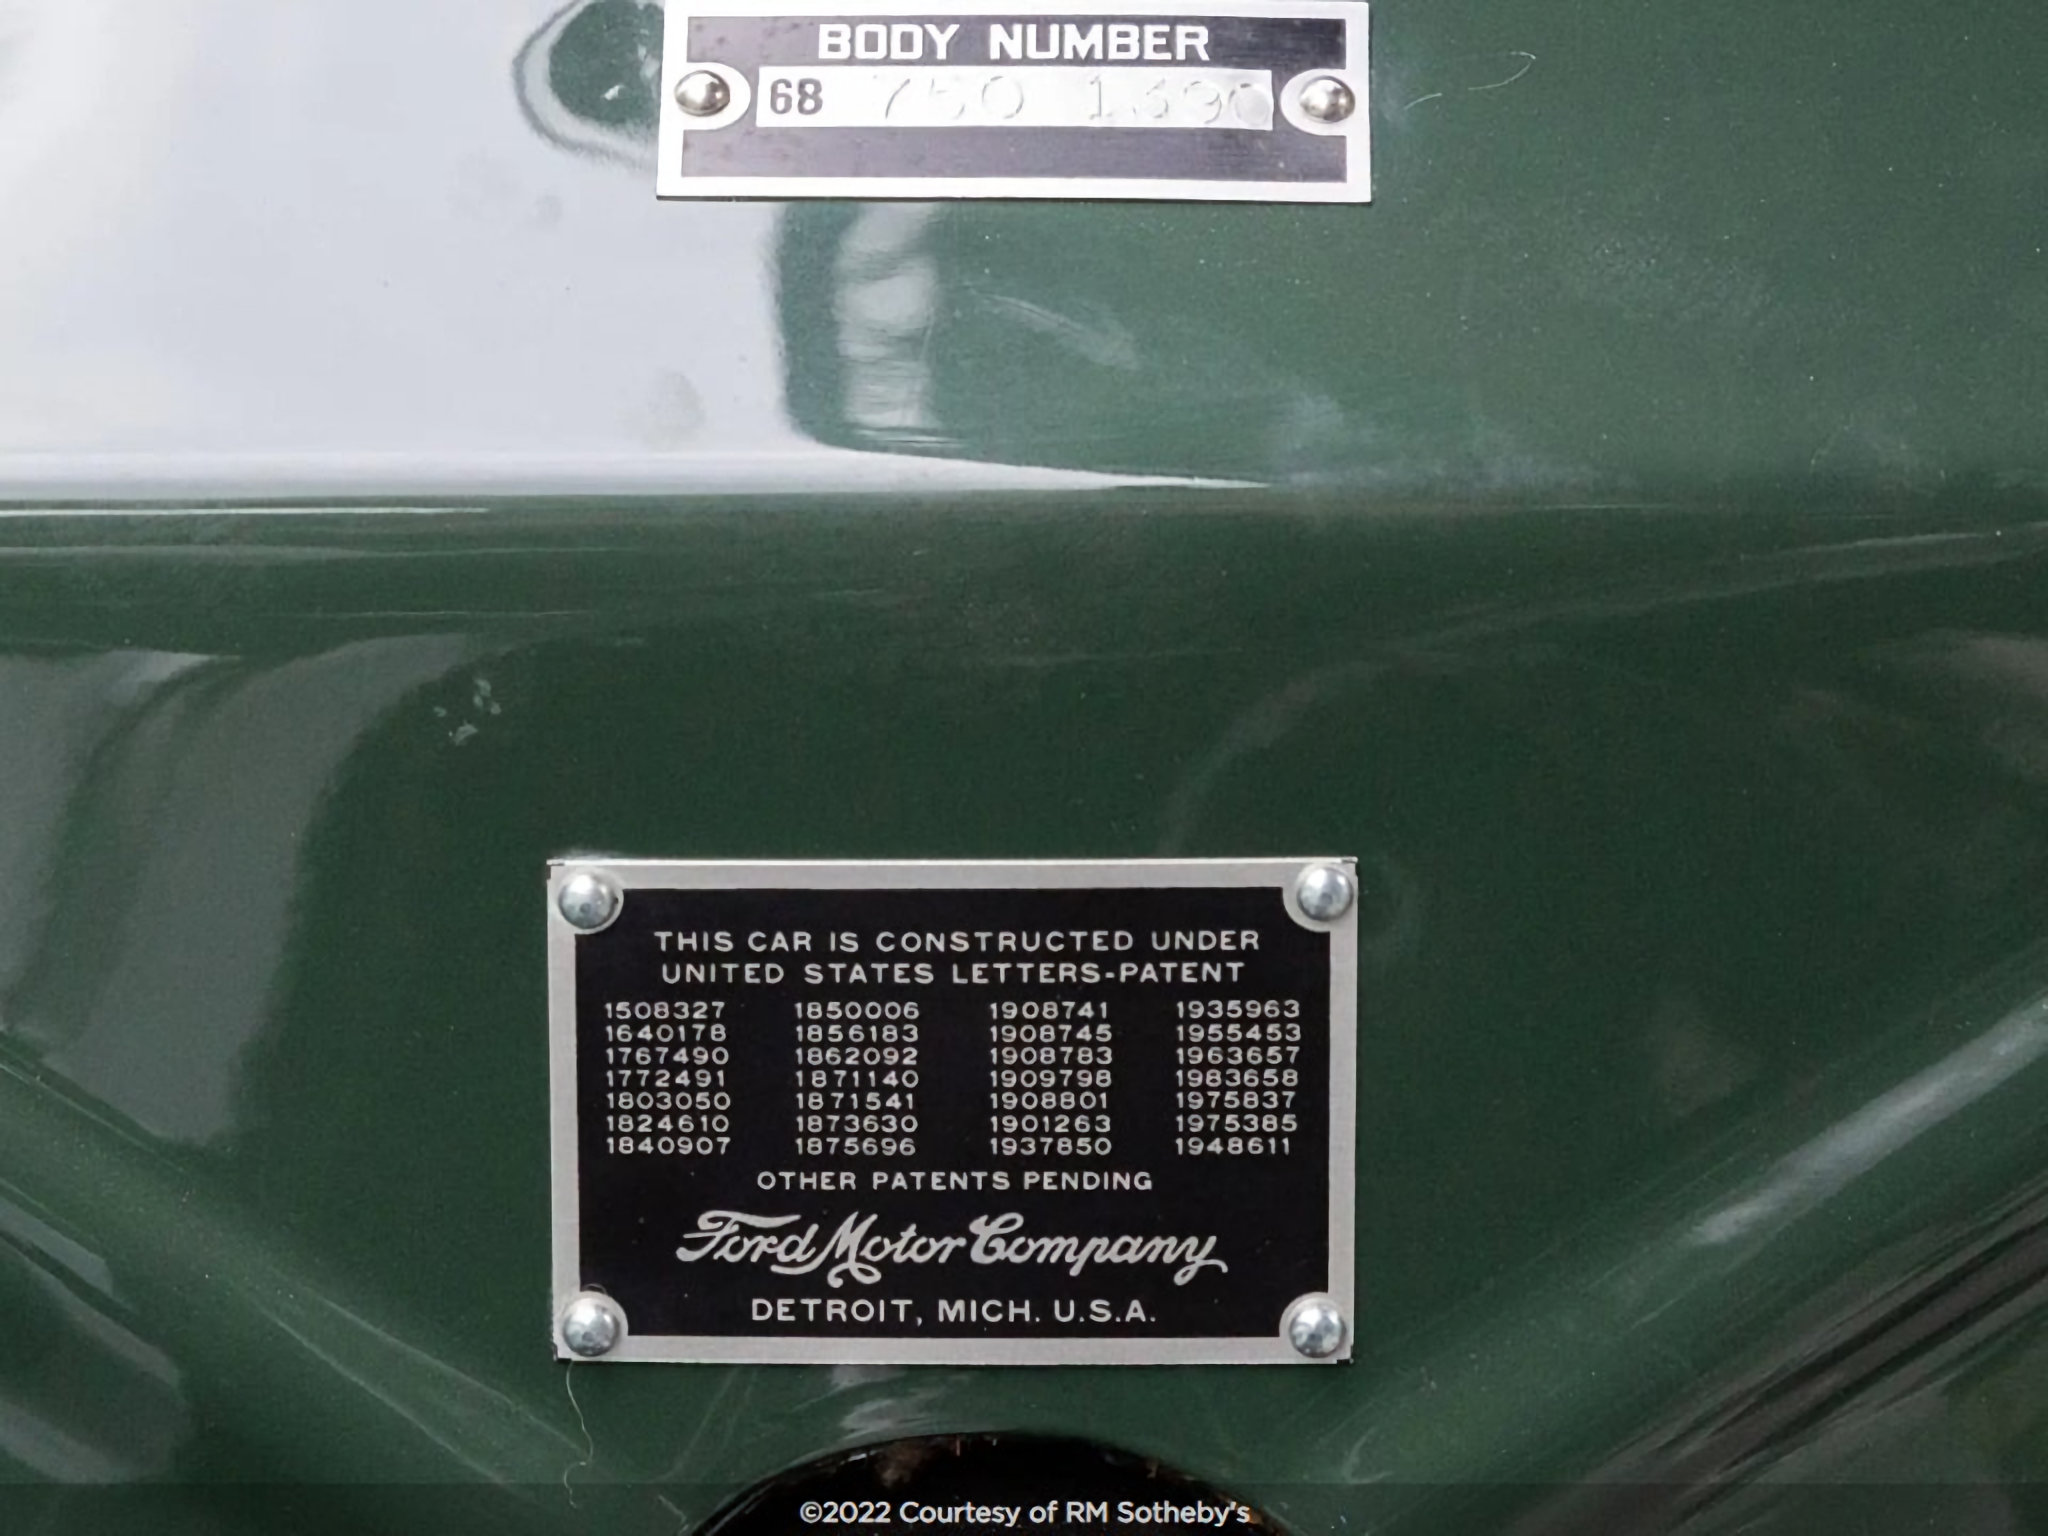 BODY NUMBER
68 750 1390
THIS CAR IS CONSTRUCTED UNDER
UNITED STATES LETTERS-PATENT
1508327 1850006 1908741 1935963
1640178 1856183 1908745 1955453
1767490 1862092 1908783 1963657
1772491 1871140 1909798 1983658
1803050 1871541 1908801 1975837
1824610 1873630 1901263 1975385
1840907 1875696 1937850 1948611
OTHER PATENTS PENDING
Ford Motor Company
DETROIT, MICH. U.S.A.
©2022 Courtesy of RM Sotheby's